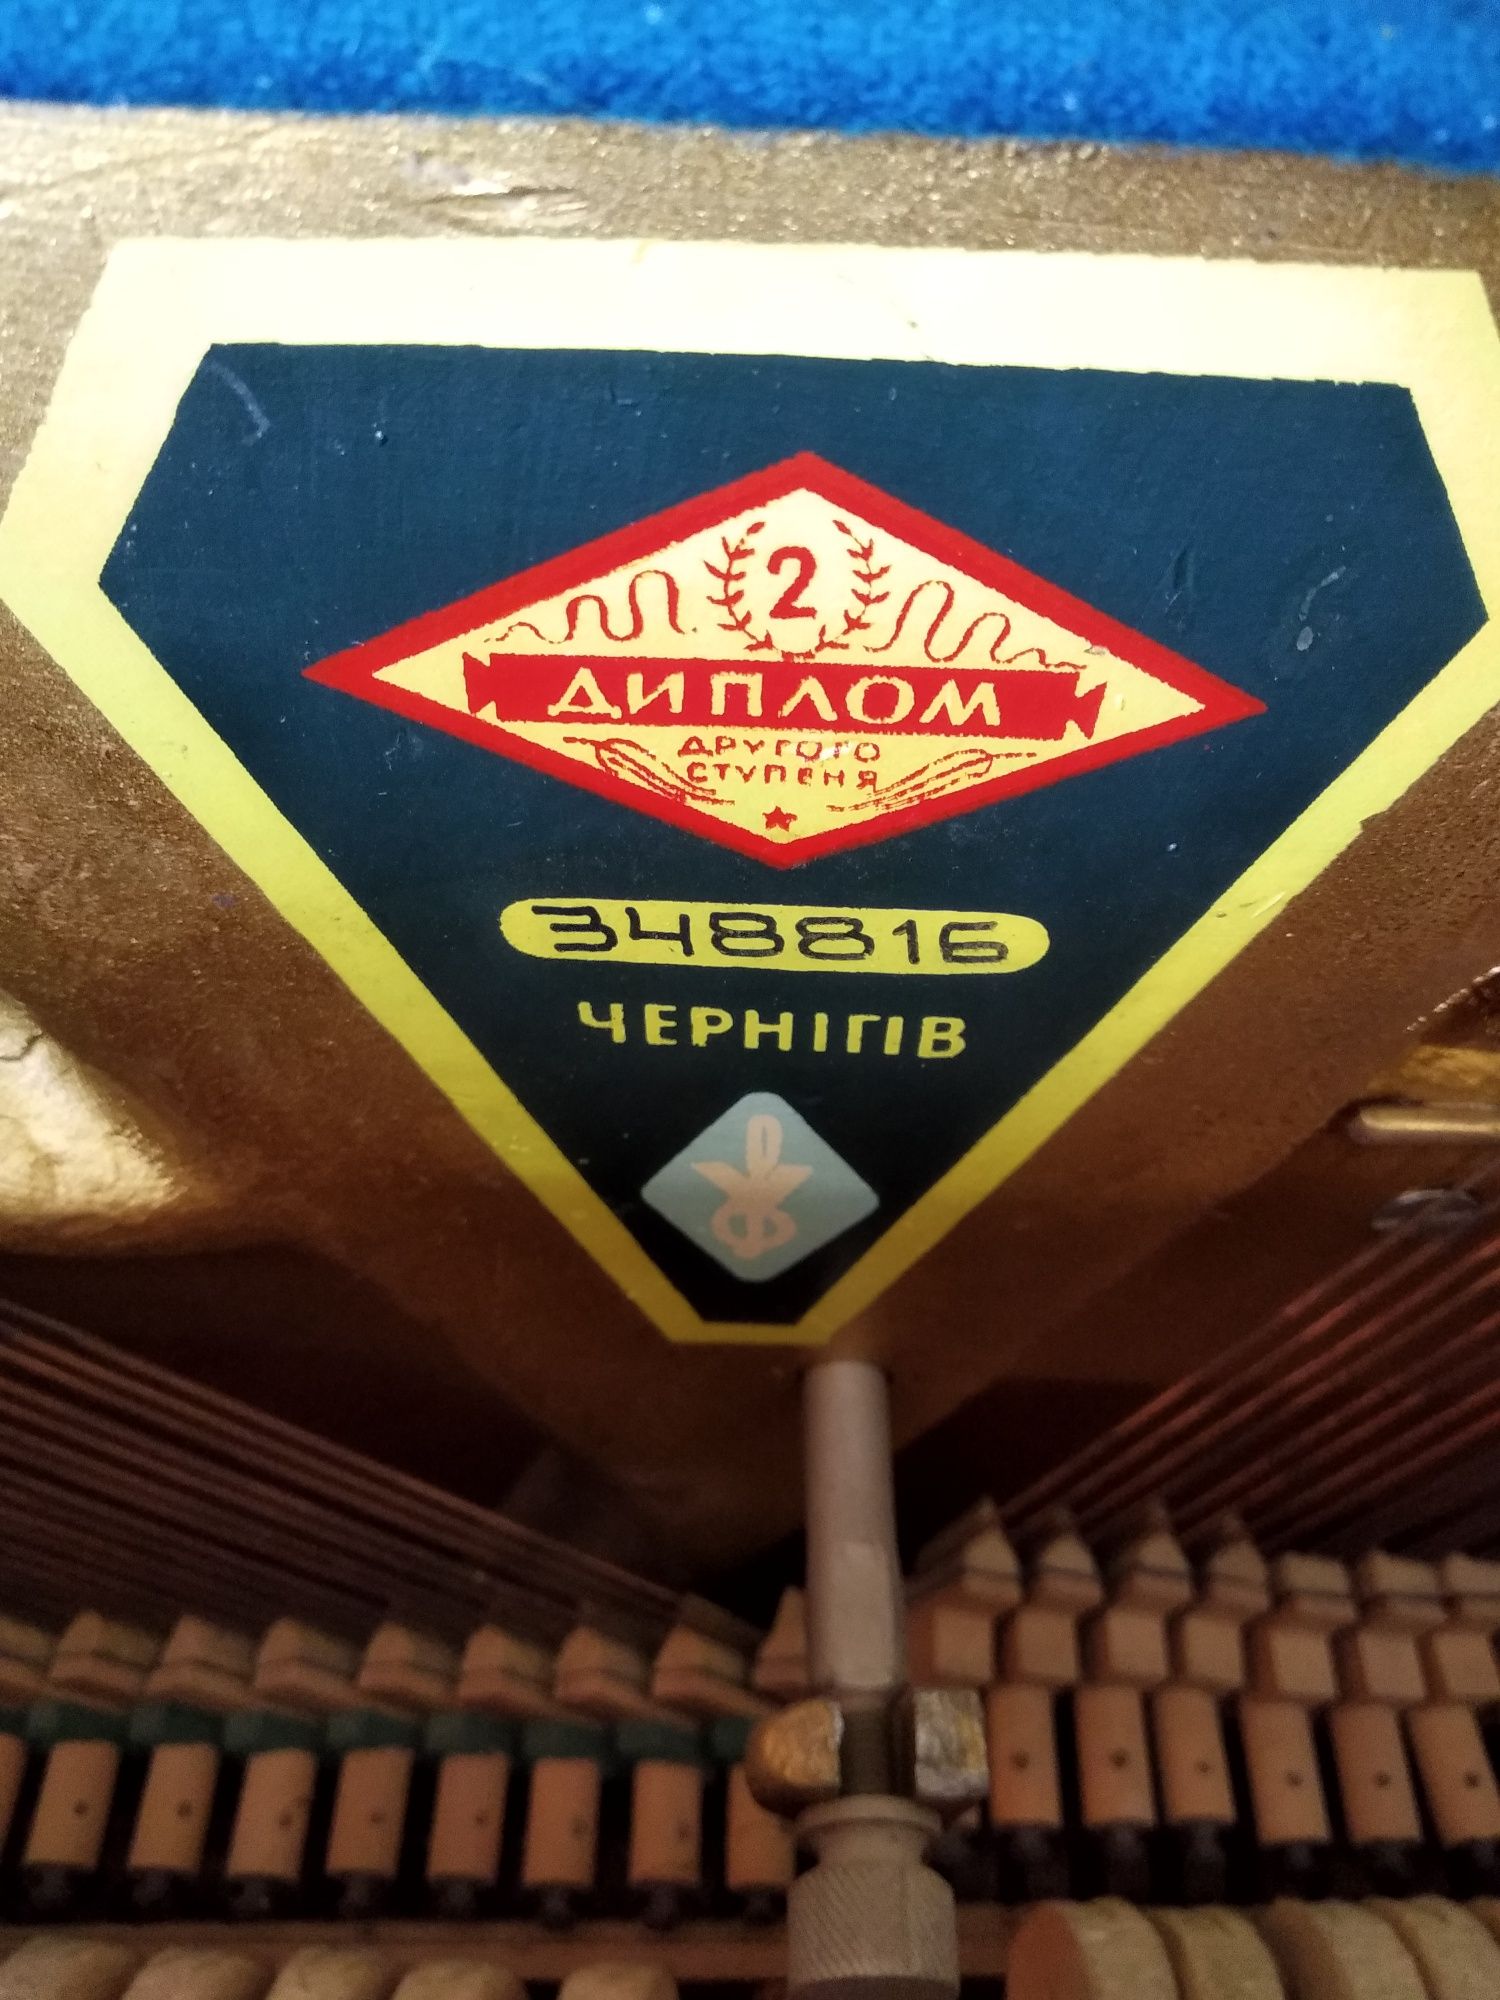 2
ДИПЛОМ
ДРУГОГО
СТУПЕНЯ
348816
ЧЕРНІГІВ